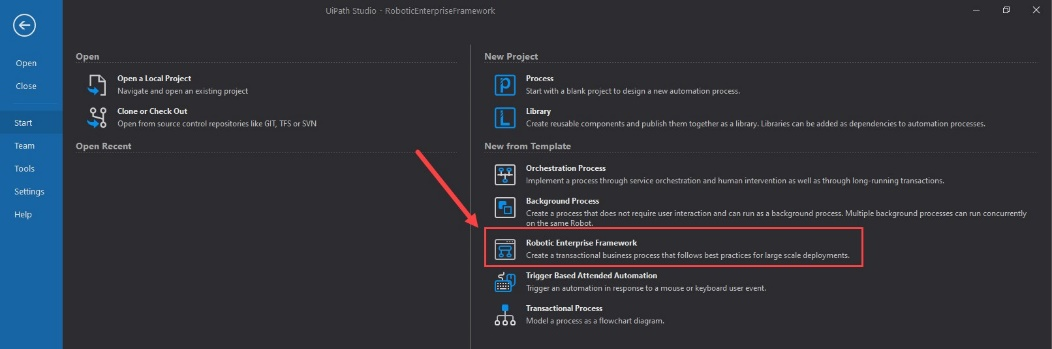 UiPath Studio - RoboticEnterpriseFramework
Open
Close
Start
Team
Tools
Settings
Help
Open
Open a Local Project
Navigate and open an existing project
Clone or Check Out
Open from source control repositories like GIT, TFS or SVN
Open Recent
New Project
Process
Start with a blank project to design a new automation process.
Library
Create reusable components and publish them together as a library. Libraries can be added as dependencies to automation processes.
New from Template
Orchestration Process
Implement a process through service orchestration and human intervention as well as through long-running transactions.
Background Process
Create a process that does not require user interaction and can run as a background process. Multiple background processes can run concurrently
on the same Robot.
Robotic Enterprise Framework
Create a transactional business process that follows best practices for large scale deployments.
Trigger Based Attended Automation
Trigger an automation in response to a mouse or keyboard user event.
Transactional Process
Model a process as a flowchart diagram.